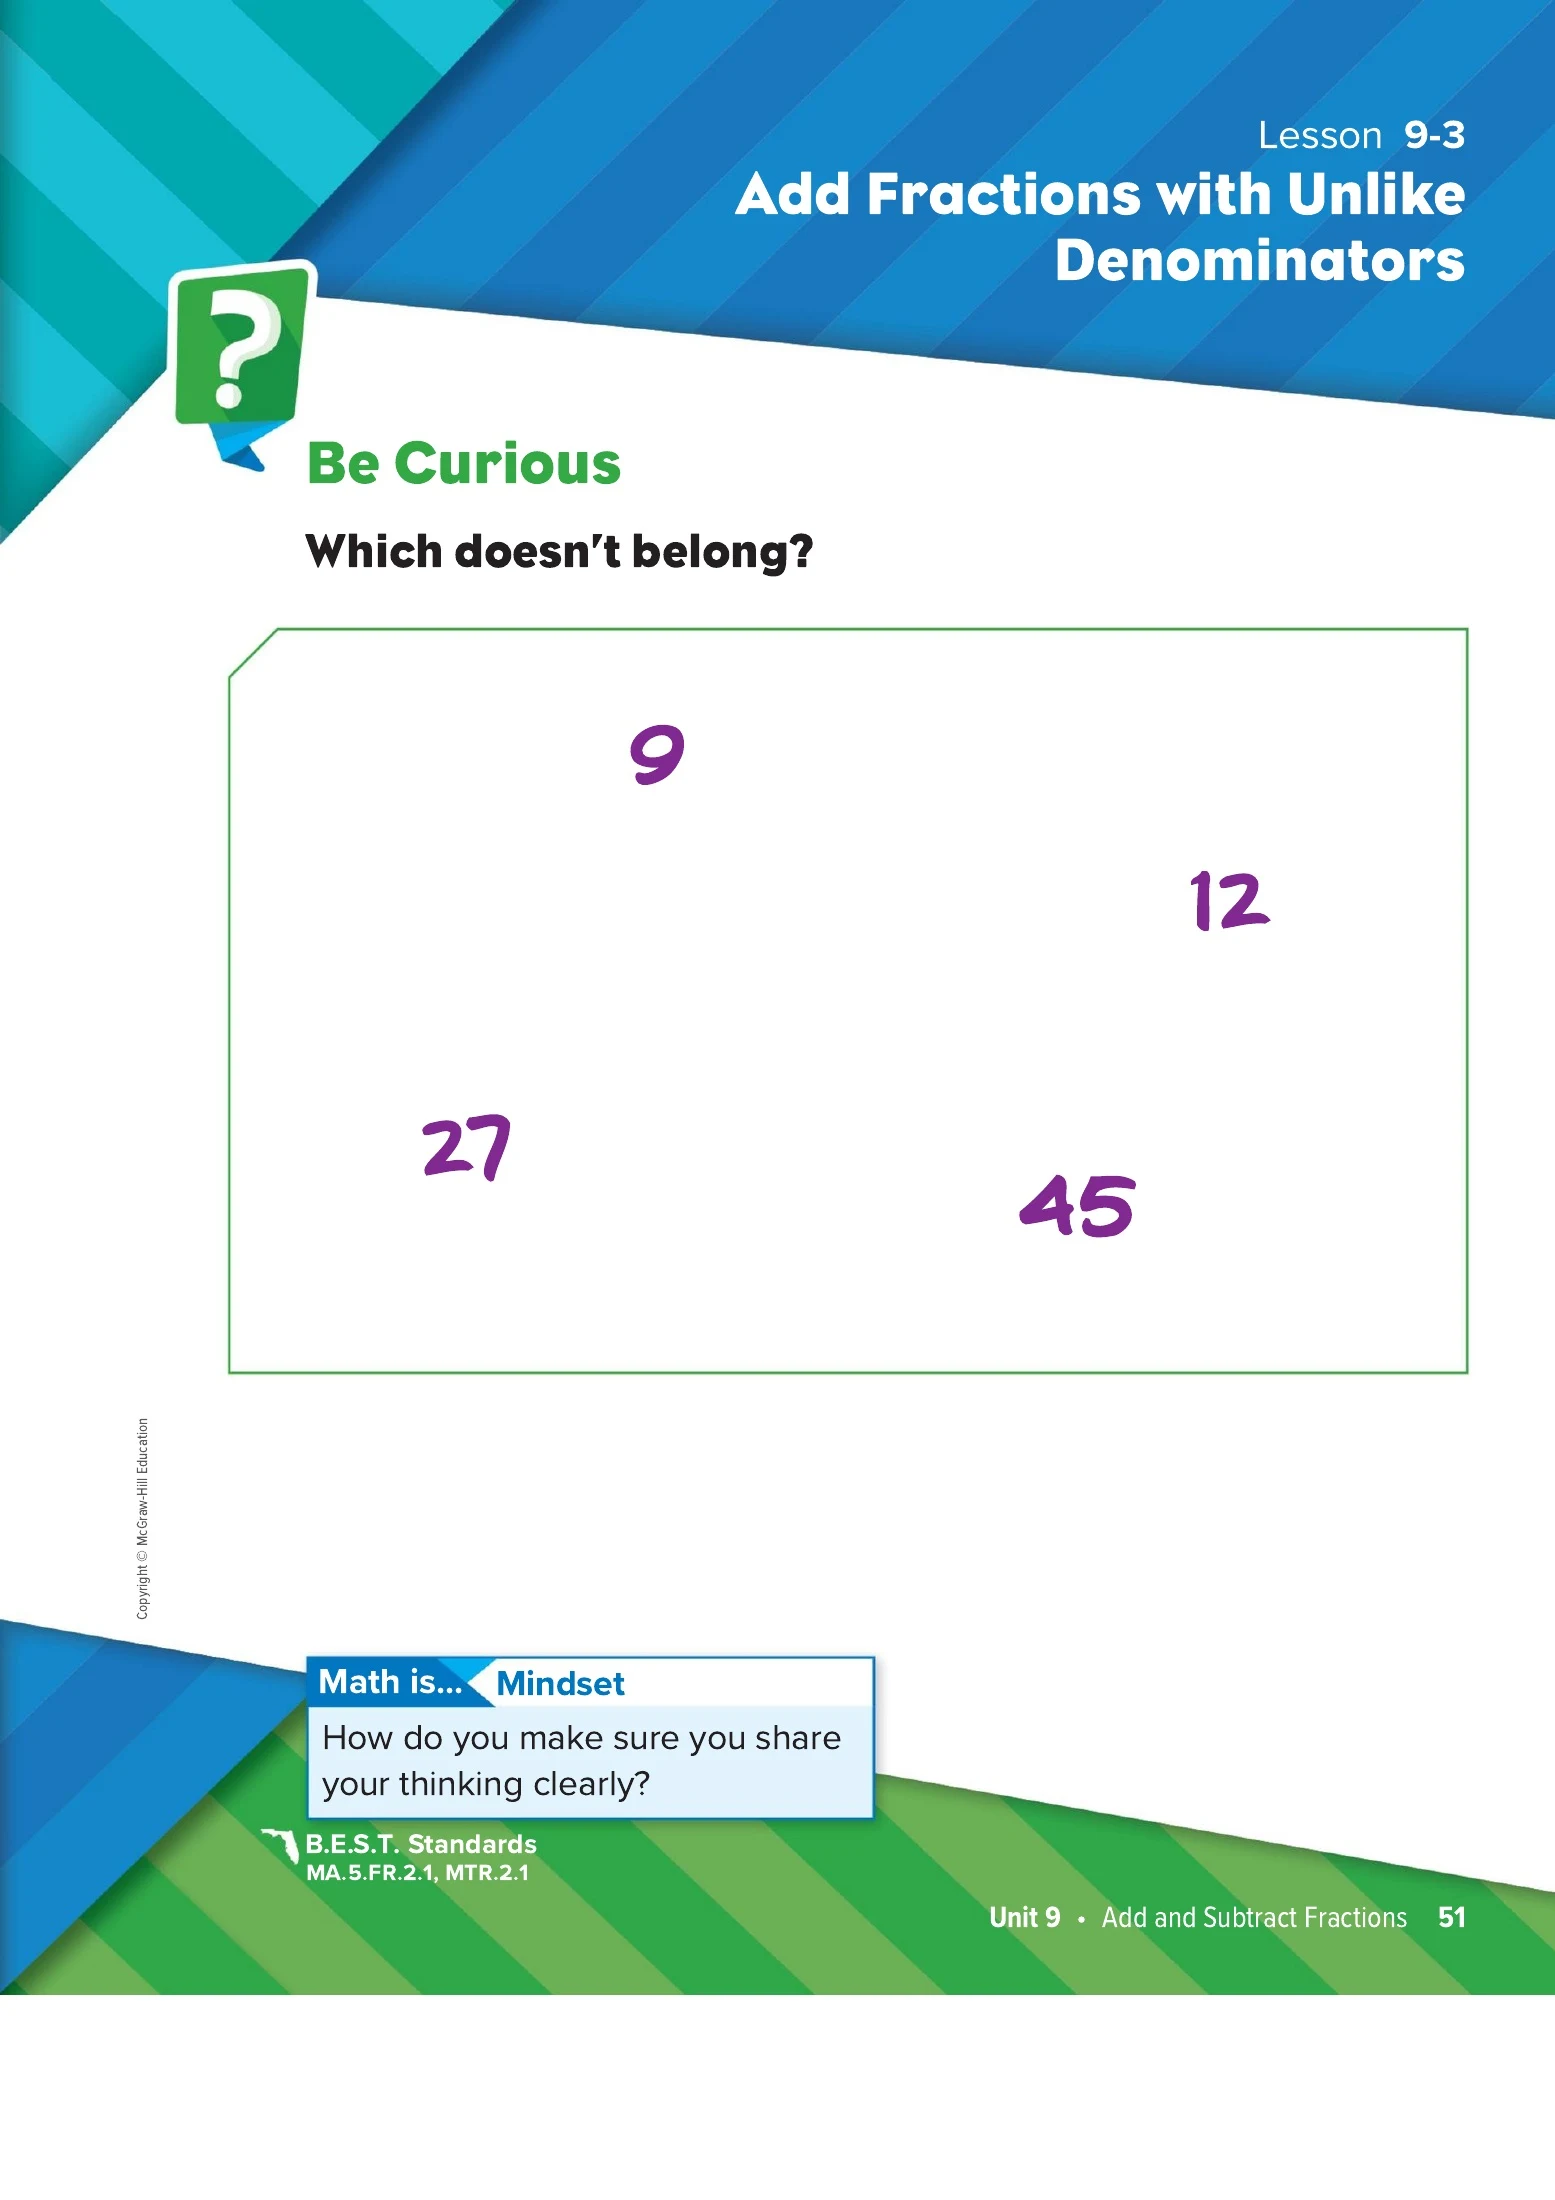 Lesson 9-3
Add Fractions with Unlike
Denominators
?
Be Curious
Which doesn't belong?
9
12
27
45
Copyright © McGraw-Hill Education
Math is... Mindset
How do you make sure you share
your thinking clearly?
B.E.S.T. Standards
MA.5.FR.2.1, MTR.2.1
Unit 9 • Add and Subtract Fractions 51